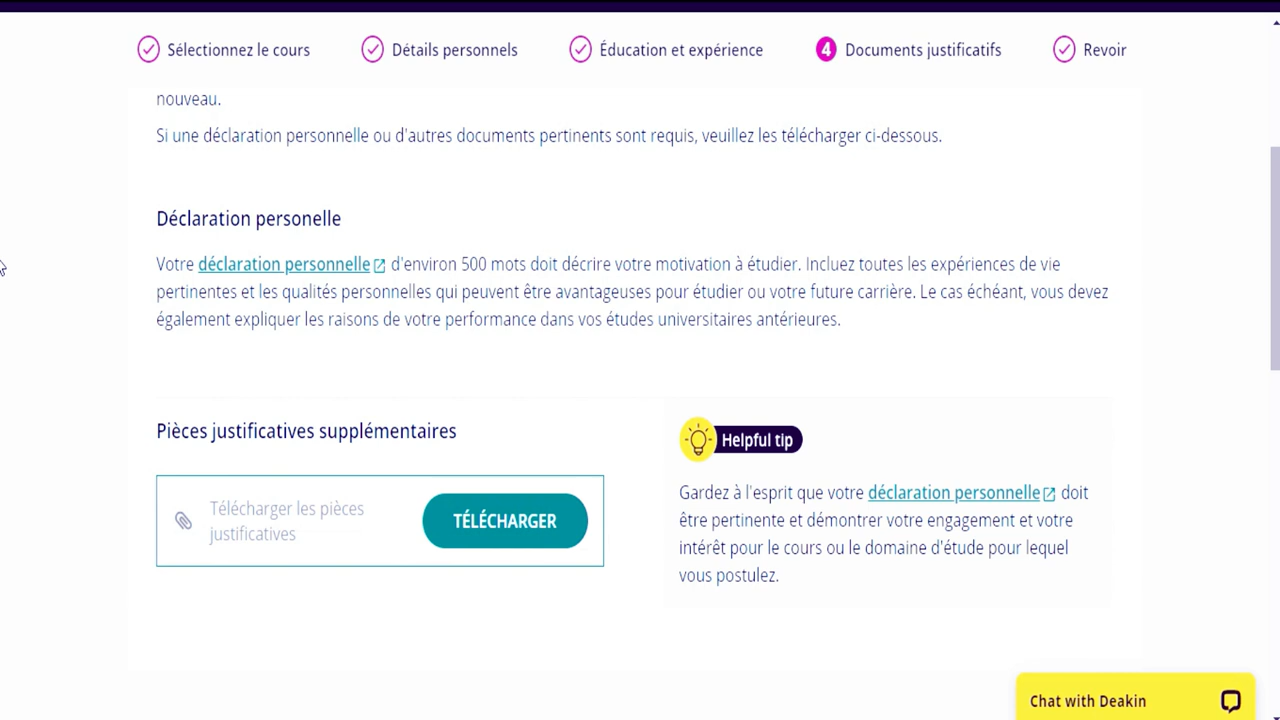 Sélectionnez le cours
Détails personnels
Éducation et expérience
4 Documents justificatifs
Revoir
nouveau.
Si une déclaration personnelle ou d'autres documents pertinents sont requis, veuillez les télécharger ci-dessous.
Déclaration personelle
Votre déclaration personnelle d'environ 500 mots doit décrire votre motivation à étudier. Incluez toutes les expériences de vie
pertinentes et les qualités personnelles qui peuvent être avantageuses pour étudier ou votre future carrière. Le cas échéant, vous devez
également expliquer les raisons de votre performance dans vos études universitaires antérieures.
Pièces justificatives supplémentaires
Télécharger les pièces
justificatives
TÉLÉCHARGER
Helpful tip
Gardez à l'esprit que votre déclaration personnelle doit
être pertinente et démontrer votre engagement et votre
intérêt pour le cours ou le domaine d'étude pour lequel
vous postulez.
Chat with Deakin